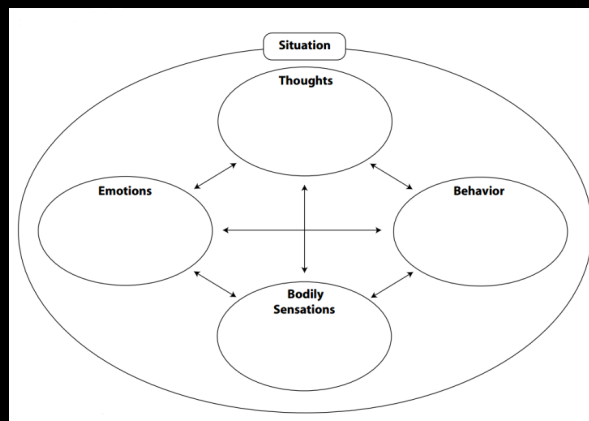 Situation
Thoughts
Emotions
Behavior
Bodily
Sensations